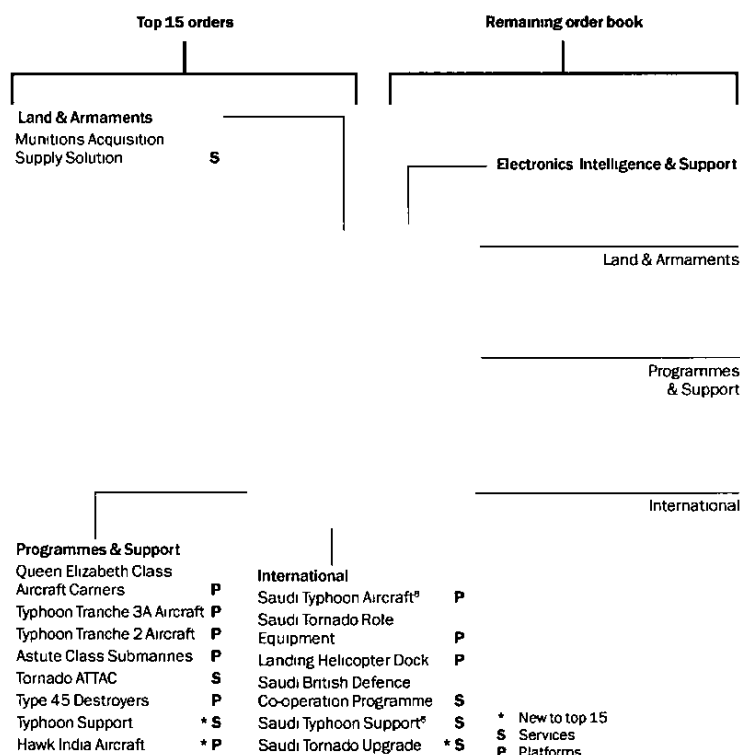 Top 15 orders
Remaining order book
Land & Armaments
Munitions Acquisition
Supply Solution S
Electronics Intelligence & Support
Land & Armaments
Programmes
& Support
International
Programmes & Support
Queen Elizabeth Class
Aircraft Carriers P
Typhoon Tranche 3A Aircraft P
Typhoon Tranche 2 Aircraft P
Astute Class Submarines P
Tornado ATTAC S
Type 45 Destroyers P
Typhoon Support * S
Hawk India Aircraft * P
International
Saudi Typhoon Aircraft P
Saudi Tornado Role
Equipment P
Landing Helicopter Dock P
Saudi British Defence
Co-operation Programme S
Saudi Typhoon Support S
Saudi Tornado Upgrade * S
* New to top 15
S Services
P Platforms